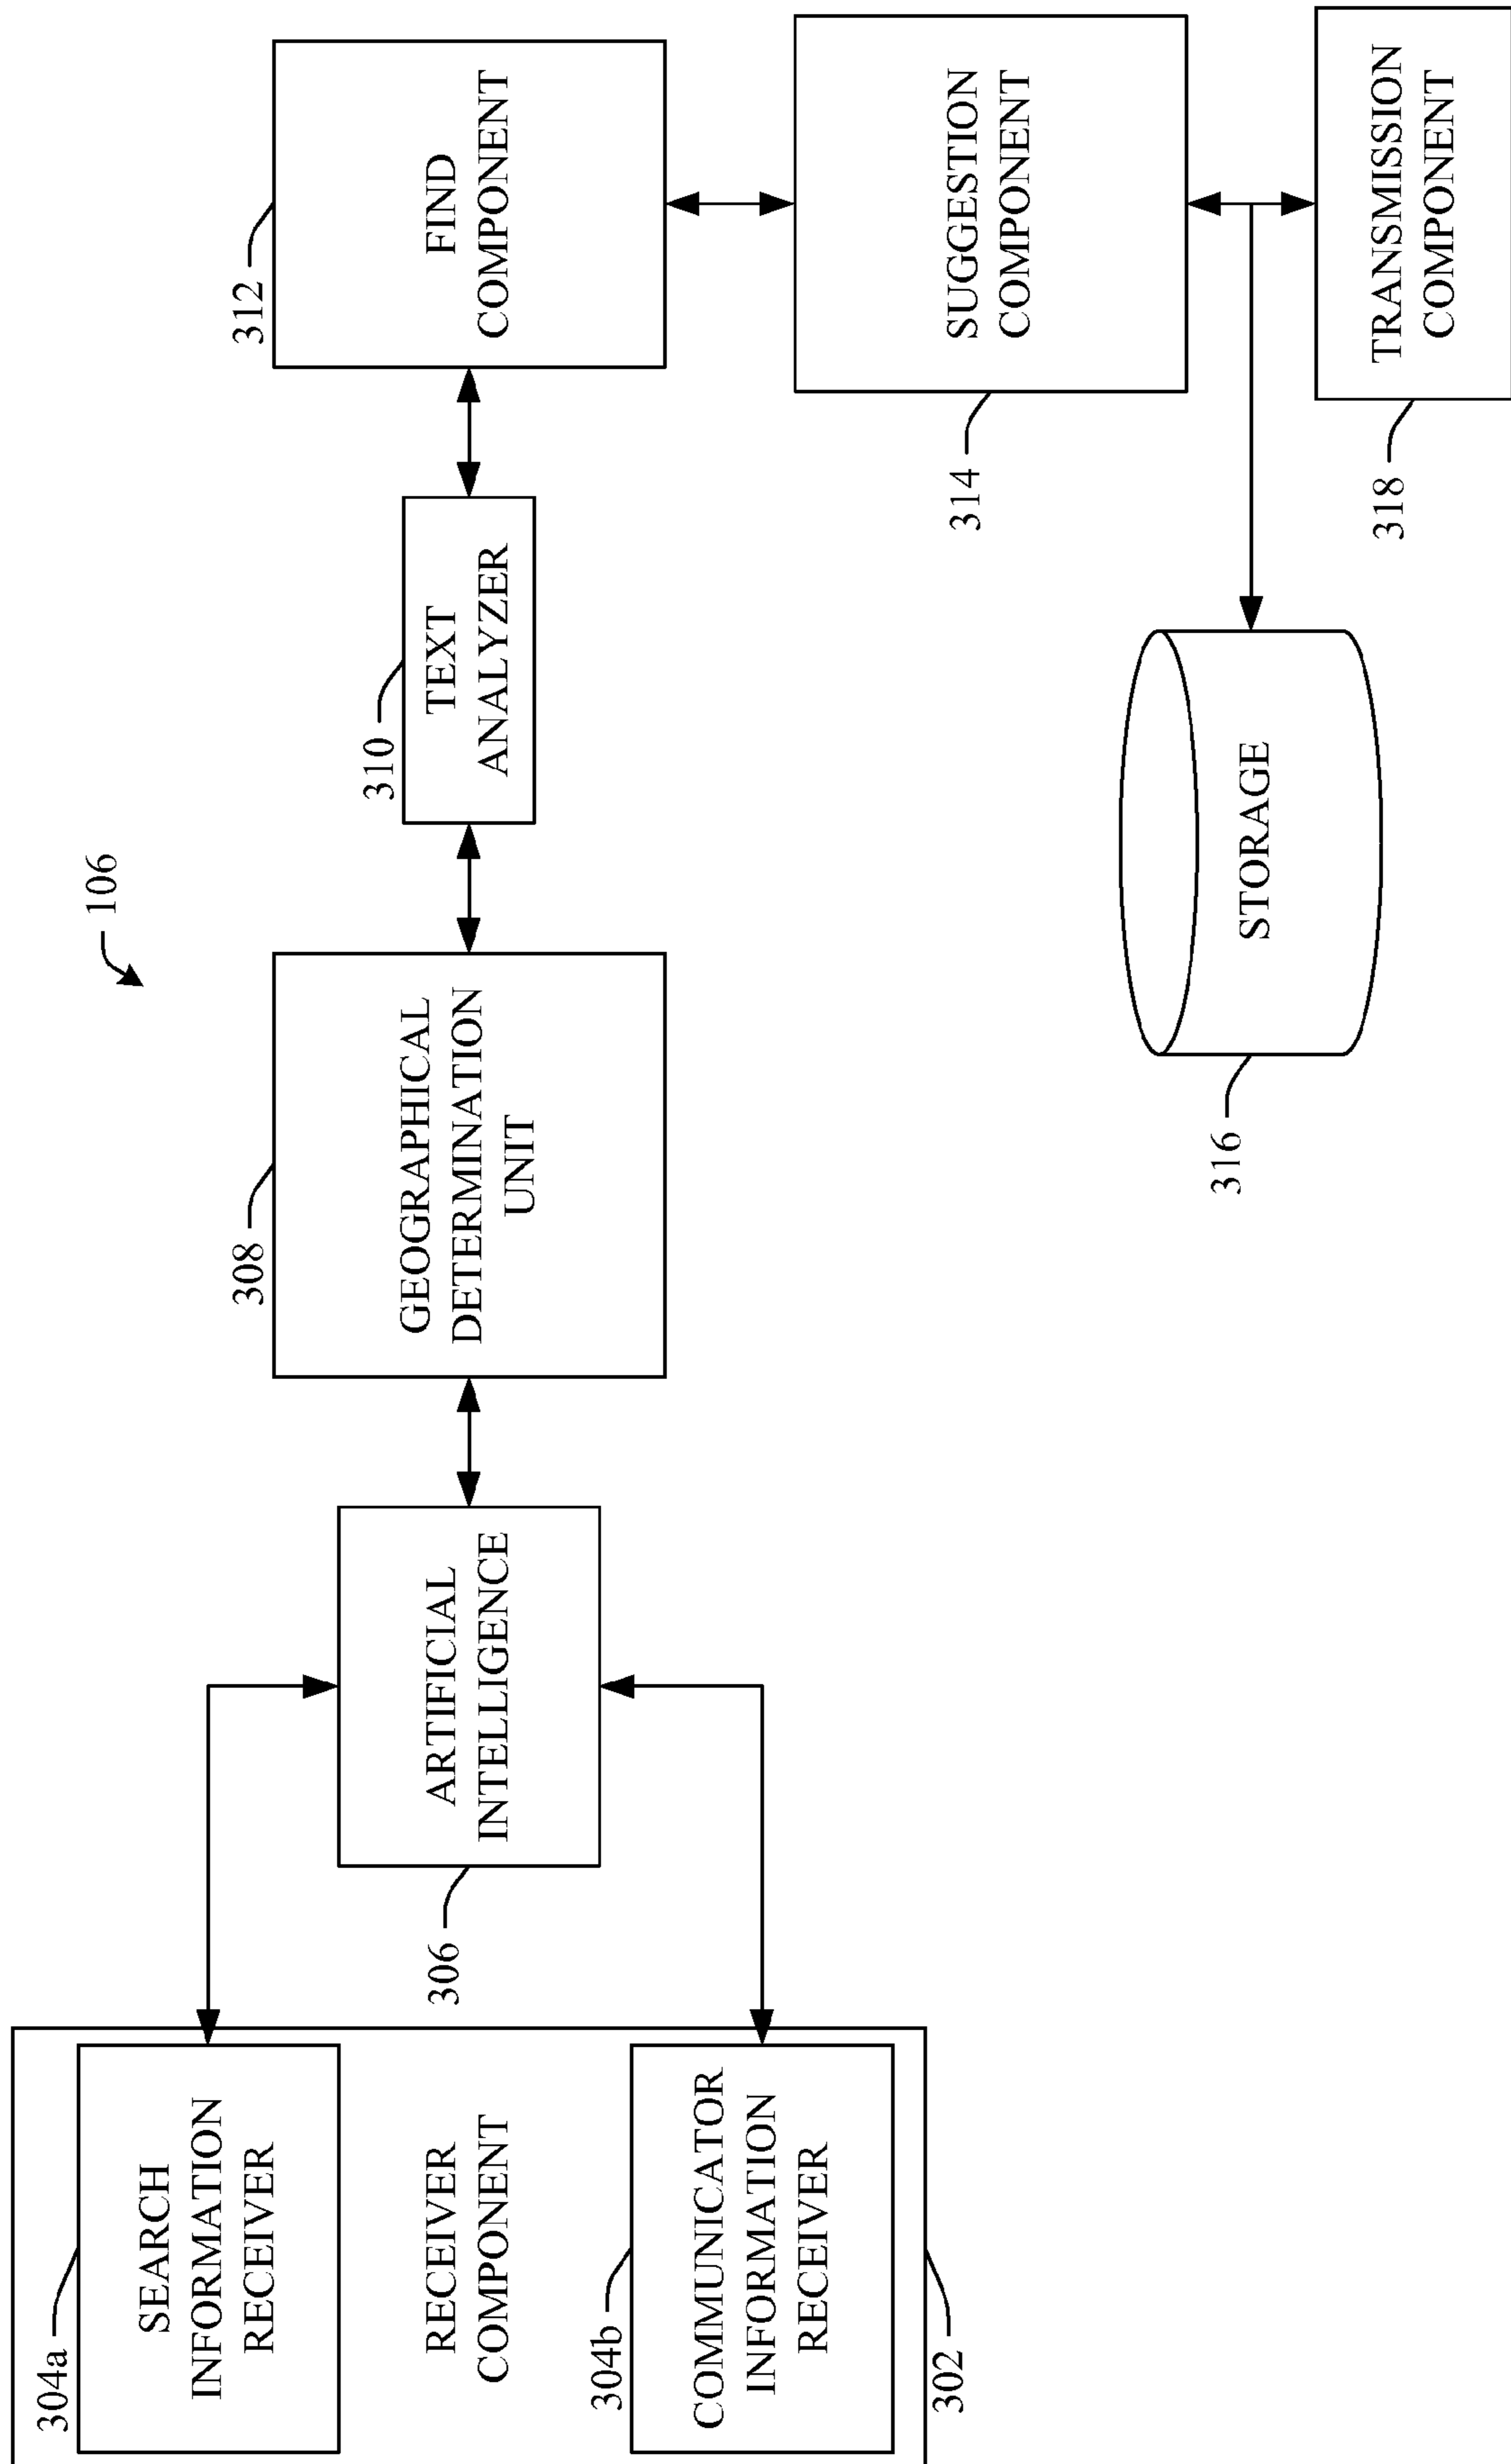 106
304a
SEARCH
INFORMATION
RECEIVER
RECEIVER
COMPONENT
304b
COMMUNICATOR
INFORMATION
RECEIVER
302
ARTIFICIAL
INTELLIGENCE
306
308
GEOGRAPHICAL
DETERMINATION
UNIT
310
TEXT
ANALYZER
312
FIND
COMPONENT
314
SUGGESTION
COMPONENT
316
STORAGE
318
TRANSMISSION
COMPONENT